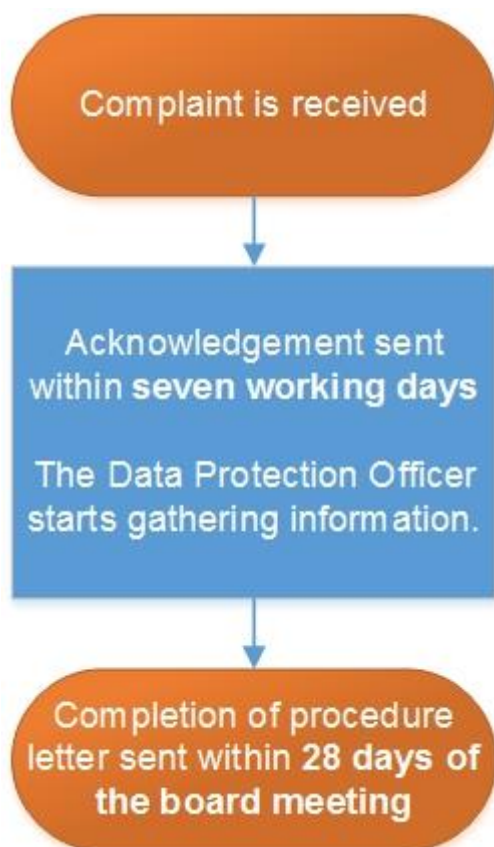 Complaint is received
Acknowledgement sent
within seven working days
The Data Protection Officer
starts gathering information.
Completion of procedure
letter sent within 28 days of
the board meeting